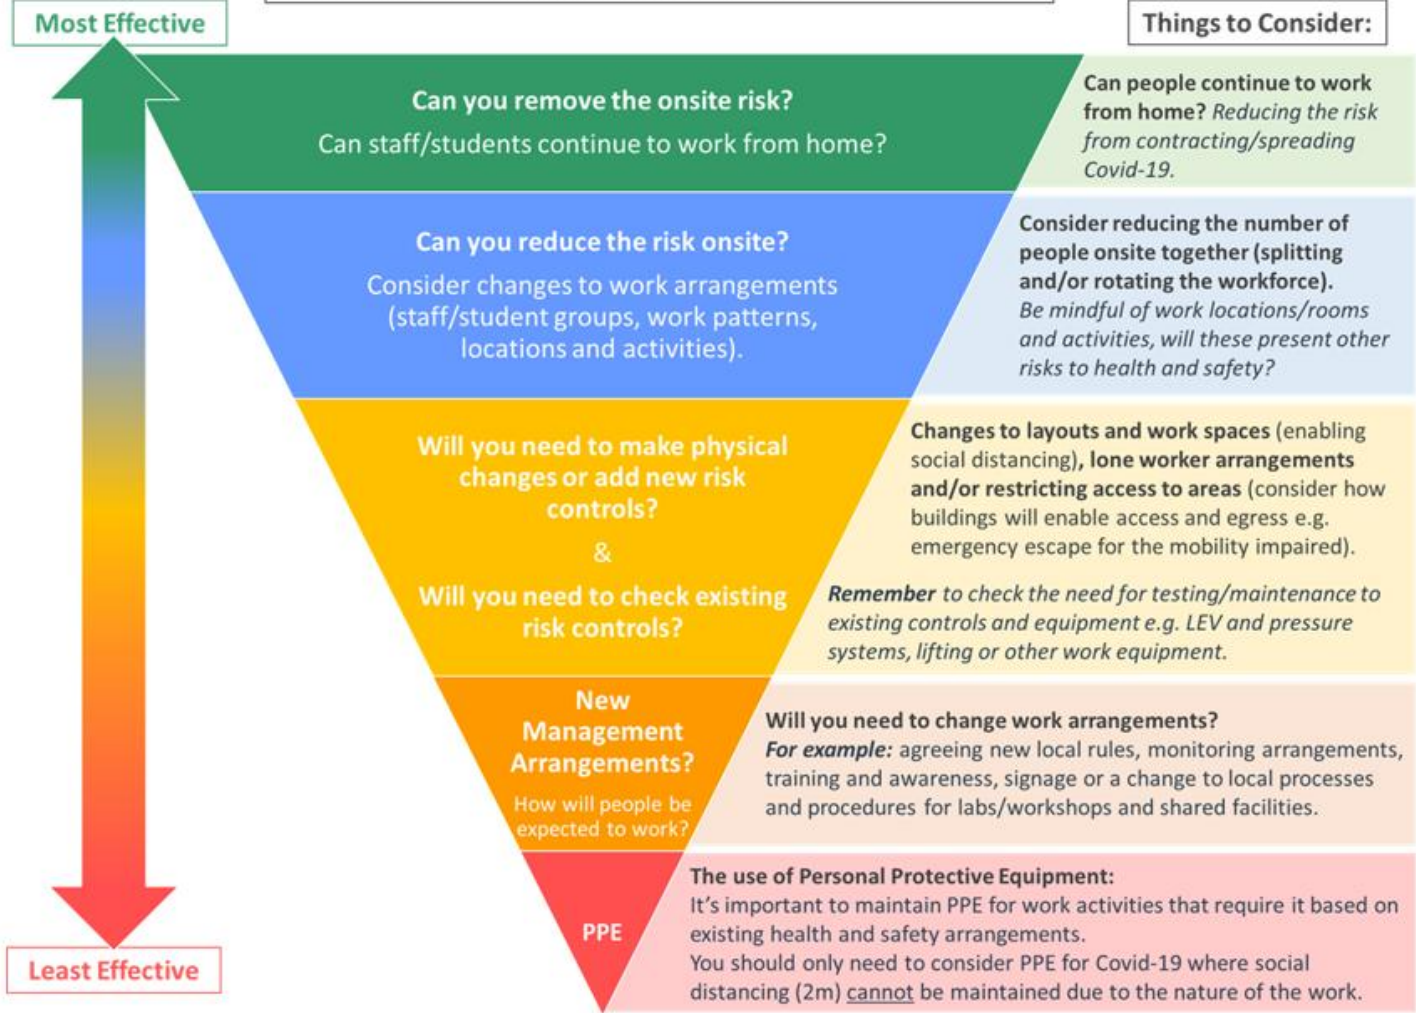 Most Effective
Things to Consider:
Can you remove the onsite risk?
Can staff/students continue to work from home?
Can people continue to work
from home? Reducing the risk
from contracting/spreading
Covid-19.
Can you reduce the risk onsite?
Consider changes to work arrangements
(staff/student groups, work patterns,
locations and activities).
Consider reducing the number of
people onsite together (splitting
and/or rotating the workforce).
Be mindful of work locations/rooms
and activities, will these present other
risks to health and safety?
Will you need to make physical
changes or add new risk
controls?
&
Will you need to check existing
risk controls?
Changes to layouts and work spaces (enabling
social distancing), lone worker arrangements
and/or restricting access to areas (consider how
buildings will enable access and egress e.g.
emergency escape for the mobility impaired).
Remember to check the need for testing/maintenance to
existing controls and equipment e.g. LEV and pressure
systems, lifting or other work equipment.
New
Management
Arrangements?
How will people be
expected to work?
Will you need to change work arrangements?
For example: agreeing new local rules, monitoring arrangements,
training and awareness, signage or a change to local processes
and procedures for labs/workshops and shared facilities.
PPE
The use of Personal Protective Equipment:
It's important to maintain PPE for work activities that require it based on
existing health and safety arrangements.
You should only need to consider PPE for Covid-19 where social
distancing (2m) cannot be maintained due to the nature of the work.
Least Effective